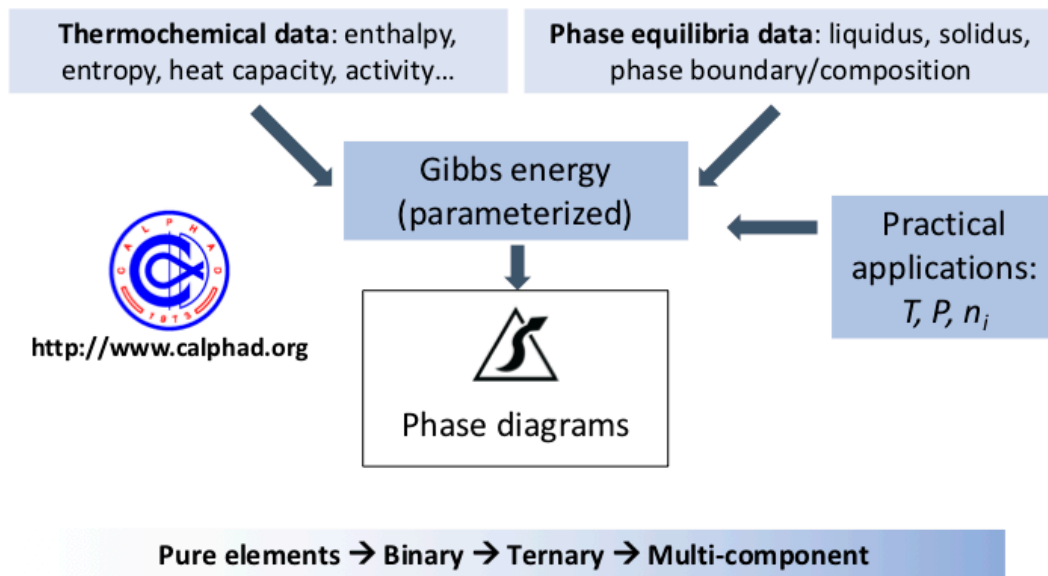 Thermochemical data: enthalpy,
entropy, heat capacity, activity…
Phase equilibria data: liquidus, solidus,
phase boundary/composition
Gibbs energy
(parameterized)
Practical
applications:
T, P, nᵢ
CALPHAD
1973
http://www.calphad.org
Phase diagrams
Pure elements → Binary → Ternary → Multi-component